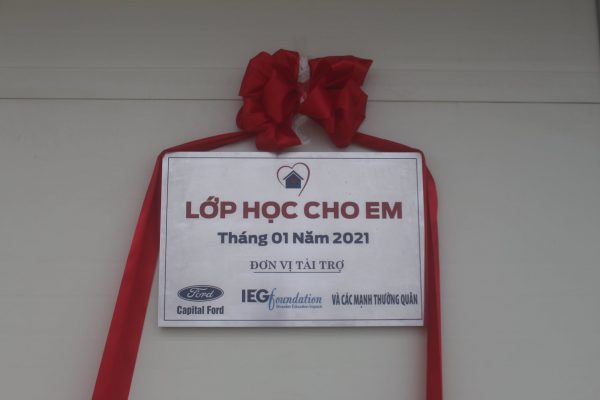 LỚP HỌC CHO EM
Tháng 01 Năm 2021
ĐƠN VỊ TÀI TRỢ
Ford
Capital Ford
IEG foundation
VÀ CÁC MẠNH THƯỜNG QUÂN